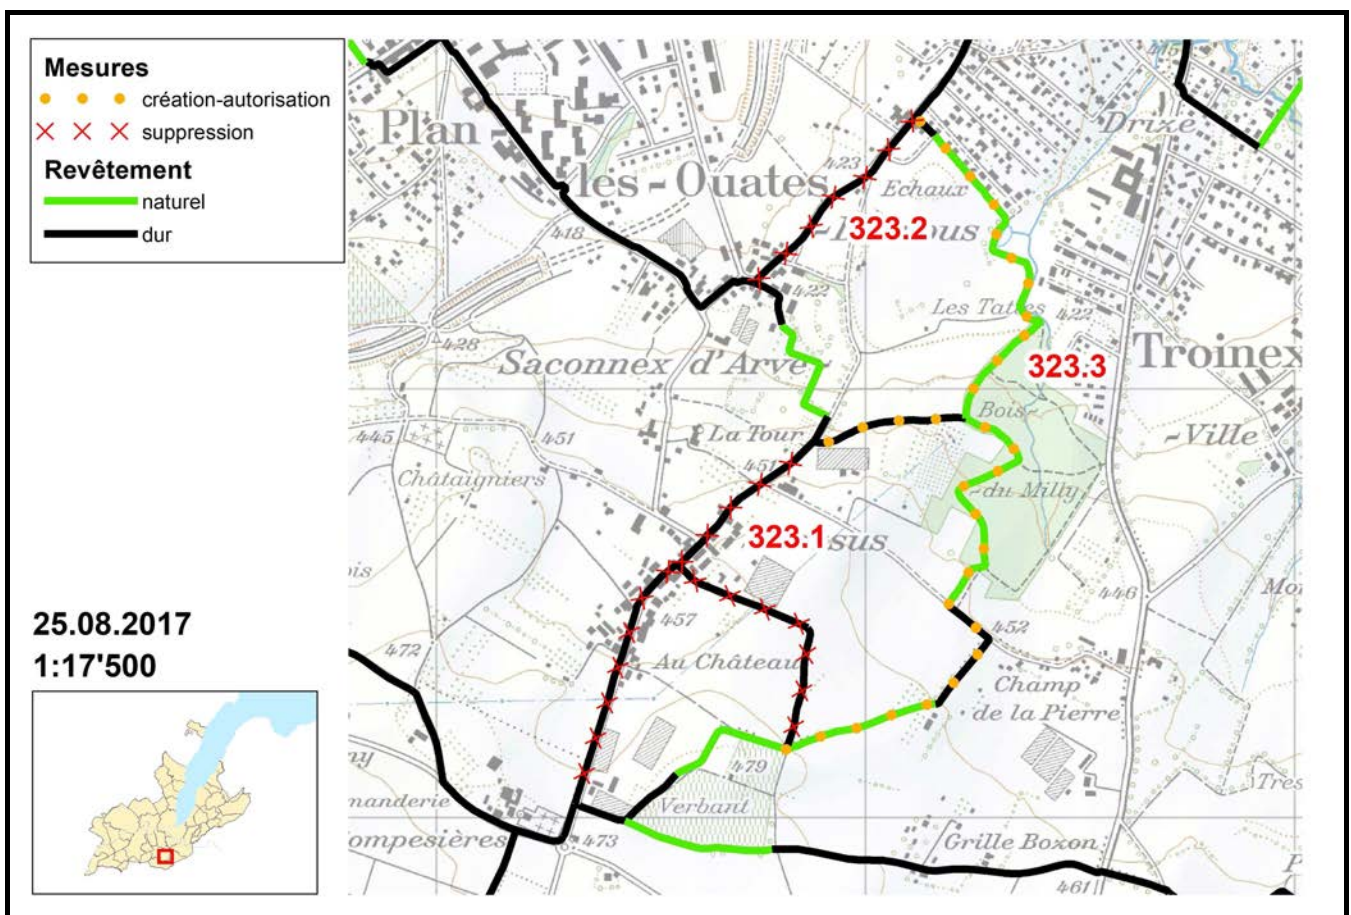 Mesures
création-autorisation
suppression
Revêtement
naturel
dur
25.08.2017
1:17'500
Plan-
les-Ouates
Drize
415
423
Echaux
323.2
418
422
Les Tattes
422
428
Saconnex d'Arve-
323.3
Troinex
Bois-
-Ville
La Tour
445
451
451
Châtaigniers
-du Milly
323.1
sus
446
457
452
472
Au Château
Champ
de la Pierre
479
Verbant
473
Grille Boxon
461